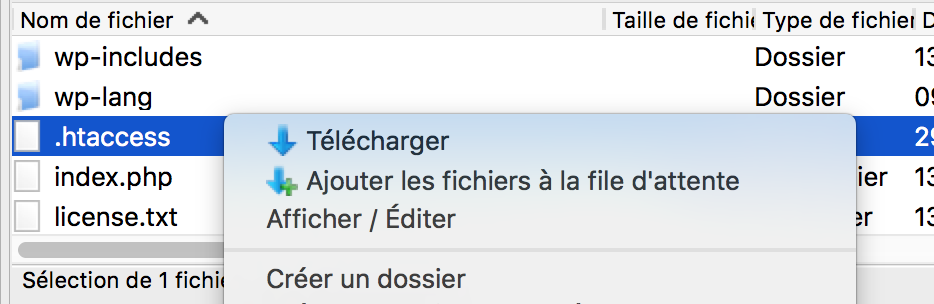 Nom de fichier Taille de fichi Type de fichier D
wp-includes Dossier 13
wp-lang Dossier 09
.htaccess 29
Télécharger
index.php ier 13
Ajouter les fichiers à la file d'attente
license.txt er 13
Afficher / Éditer
Sélection de 1 fichie
Créer un dossier